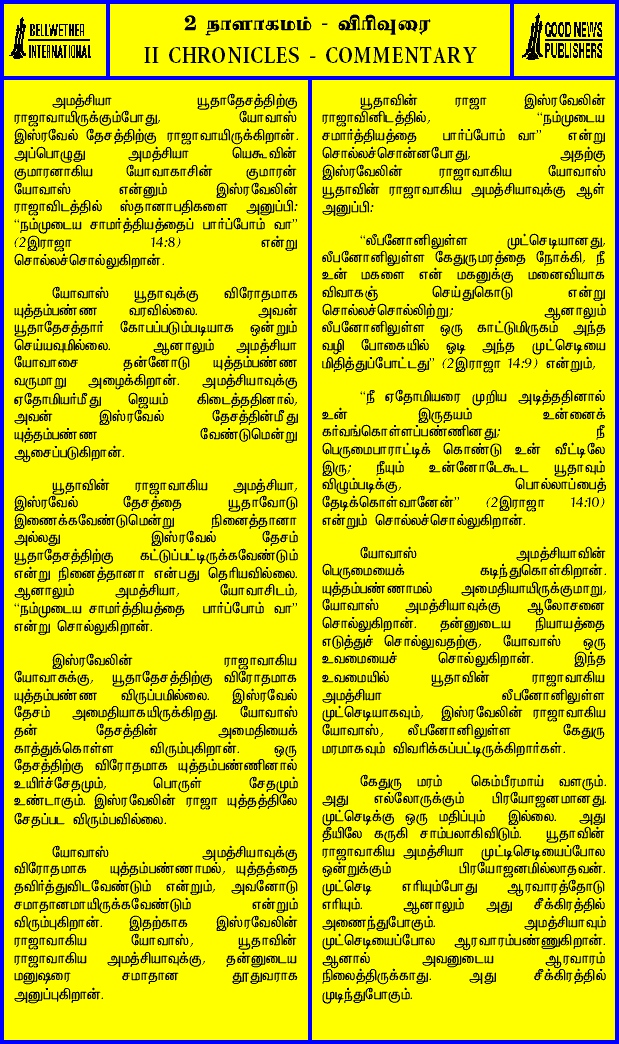 BELLWETHER
INTERNATIONAL
2 நாளாகமம் - விரிவுரை
II CHRONICLES - COMMENTARY
GOOD NEWS
PUBLISHERS
அமத்சியா யூதாதேசத்திற்கு
ராஜாவாயிருக்கும்போது, யோவாஸ்
இஸ்ரவேல் தேசத்திற்கு ராஜாவாயிருக்கிறான்.
அப்பொழுது அமத்சியா யெகூவின்
குமாரனாகிய யோவாகாசின் குமாரன்
யோவாஸ் என்னும் இஸ்ரவேலின்
ராஜாவிடத்தில் ஸ்தானாபதிகளை அனுப்பி:
“நம்முடைய சாமர்த்தியத்தைப் பார்ப்போம் வா”
(2இராஜா 14:8) என்று
சொல்லச்சொல்லுகிறான்.
யோவாஸ் யூதாவுக்கு விரோதமாக
யுத்தம்பண்ண வரவில்லை. அவன்
யூதாதேசத்தார் கோபப்படும்படியாக ஒன்றும்
செய்யவுமில்லை. ஆனாலும் அமத்சியா
யோவாசை தன்னோடு யுத்தம்பண்ண
வருமாறு அழைக்கிறான். அமத்சியாவுக்கு
ஏதோமியர்மீது ஜெயம் கிடைத்ததினால்,
அவன் இஸ்ரவேல் தேசத்தின்மீது
யுத்தம்பண்ண வேண்டுமென்று
ஆசைப்படுகிறான்.
யூதாவின் ராஜாவாகிய அமத்சியா,
இஸ்ரவேல் தேசத்தை யூதாவோடு
இணைக்கவேண்டுமென்று நினைத்தானா
அல்லது இஸ்ரவேல் தேசம்
யூதாதேசத்திற்கு கட்டுப்பட்டிருக்கவேண்டும்
என்று நினைத்தானா என்பது தெரியவில்லை.
ஆனாலும் அமத்சியா, யோவாசிடம்,
“நம்முடைய சாமர்த்தியத்தை பார்ப்போம் வா”
என்று சொல்லுகிறான்.
இஸ்ரவேலின் ராஜாவாகிய
யோவாசுக்கு, யூதாதேசத்திற்கு விரோதமாக
யுத்தம்பண்ண விருப்பமில்லை. இஸ்ரவேல்
தேசம் அமைதியாகயிருக்கிறது. யோவாஸ்
தன் தேசத்தின் அமைதியைக்
காத்துக்கொள்ள விரும்புகிறான். ஒரு
தேசத்திற்கு விரோதமாக யுத்தம்பண்ணினால்
உயிர்ச்சேதமும், பொருள் சேதமும்
உண்டாகும். இஸ்ரவேலின் ராஜா யுத்தத்திலே
சேதப்பட விரும்பவில்லை.
யோவாஸ் அமத்சியாவுக்கு
விரோதமாக யுத்தம்பண்ணாமல், யுத்தத்தை
தவிர்த்துவிடவேண்டும் என்றும், அவனோடு
சமாதானமாயிருக்கவேண்டும் என்றும்
விரும்புகிறான். இதற்காக இஸ்ரவேலின்
ராஜாவாகிய யோவாஸ், யூதாவின்
ராஜாவாகிய அமத்சியாவுக்கு, தன்னுடைய
மனுஷரை சமாதான தூதுவராக
அனுப்புகிறான்.
யூதாவின் ராஜா இஸ்ரவேலின்
ராஜாவினிடத்தில், “நம்முடைய
சமார்த்தியத்தை பார்ப்போம் வா” என்று
சொல்லச்சொன்னபோது, அதற்கு
இஸ்ரவேலின் ராஜாவாகிய யோவாஸ்
யூதாவின் ராஜாவாகிய அமத்சியாவுக்கு ஆள்
அனுப்பி:
“லீபனோனிலுள்ள முட்செடியானது,
லீபனோனிலுள்ள கேதுருமரத்தை நோக்கி, நீ
உன் மகளை என் மகனுக்கு மனைவியாக
விவாகஞ் செய்துகொடு என்று
சொல்லச்சொல்லிற்று; ஆனாலும்
லீபனோனிலுள்ள ஒரு காட்டுமிருகம் அந்த
வழி போகையில் ஓடி அந்த முட்செடியை
மிதித்துப்போட்டது” (2இராஜா 14:9) என்றும்,
“நீ ஏதோமியரை முறிய அடித்ததினால்
உன் இருதயம் உன்னைக்
கர்வங்கொள்ளப்பண்ணினது; நீ
பெருமைபாராட்டிக் கொண்டு உன் வீட்டிலே
இரு; நீயும் உன்னோடேகூட யூதாவும்
விழும்படிக்கு, பொல்லாப்பைத்
தேடிக்கொள்வானேன்” (2இராஜா 14:10)
என்றும் சொல்லச்சொல்லுகிறான்.
யோவாஸ் அமத்சியாவின்
பெருமையைக் கடிந்துகொள்கிறான்.
யுத்தம்பண்ணாமல் அமைதியாயிருக்குமாறு,
யோவாஸ் அமத்சியாவுக்கு ஆலோசனை
சொல்லுகிறான். தன்னுடைய நியாயத்தை
எடுத்துச் சொல்லுவதற்கு, யோவாஸ் ஒரு
உவமையைச் சொல்லுகிறான். இந்த
உவமையில் யூதாவின் ராஜாவாகிய
அமத்சியா லீபனோனிலுள்ள
முட்செடியாகவும், இஸ்ரவேலின் ராஜாவாகிய
யோவாஸ், லீபனோனிலுள்ள கேதுரு
மரமாகவும் விவரிக்கப்பட்டிருக்கிறார்கள்.
கேதுரு மரம் கெம்பீரமாய் வளரும்.
அது எல்லோருக்கும் பிரயோஜனமானது.
முட்செடிக்கு ஒரு மதிப்பும் இல்லை. அது
தீயிலே கருகி சாம்பலாகிவிடும். யூதாவின்
ராஜாவாகிய அமத்சியா முட்டிசெடியைப்போல
ஒன்றுக்கும் பிரயோஜனமில்லாதவன்.
முட்செடி எரியும்போது ஆரவாரத்தோடு
எரியும். ஆனாலும் அது சீக்கிரத்தில்
அணைந்துபோகும். அமத்சியாவும்
முட்செடியைப்போல ஆரவாரம்பண்ணுகிறான்.
ஆனால் அவனுடைய ஆரவாரம்
நிலைத்திருக்காது. அது சீக்கிரத்தில்
முடிந்துபோகும்.